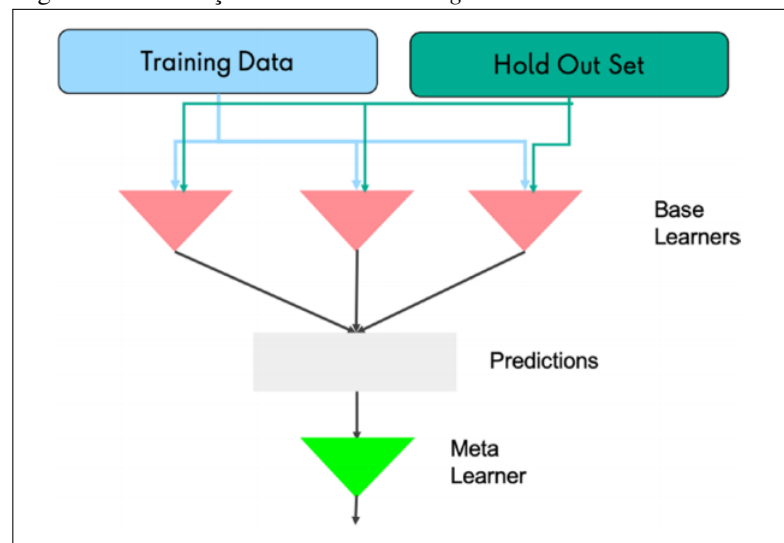 Training Data
Hold Out Set
Base
Learners
Predictions
Meta
Learner